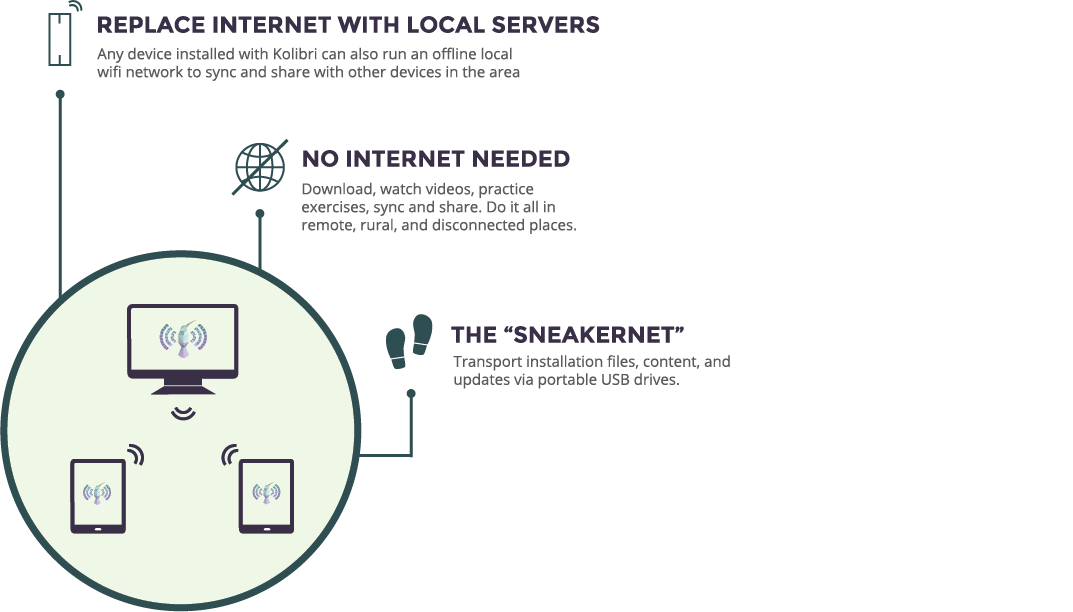 REPLACE INTERNET WITH LOCAL SERVERS
Any device installed with Kolibri can also run an offline local
wifi network to sync and share with other devices in the area
NO INTERNET NEEDED
Download, watch videos, practice
exercises, sync and share. Do it all in
remote, rural, and disconnected places.
THE “SNEAKERNET”
Transport installation files, content, and
updates via portable USB drives.